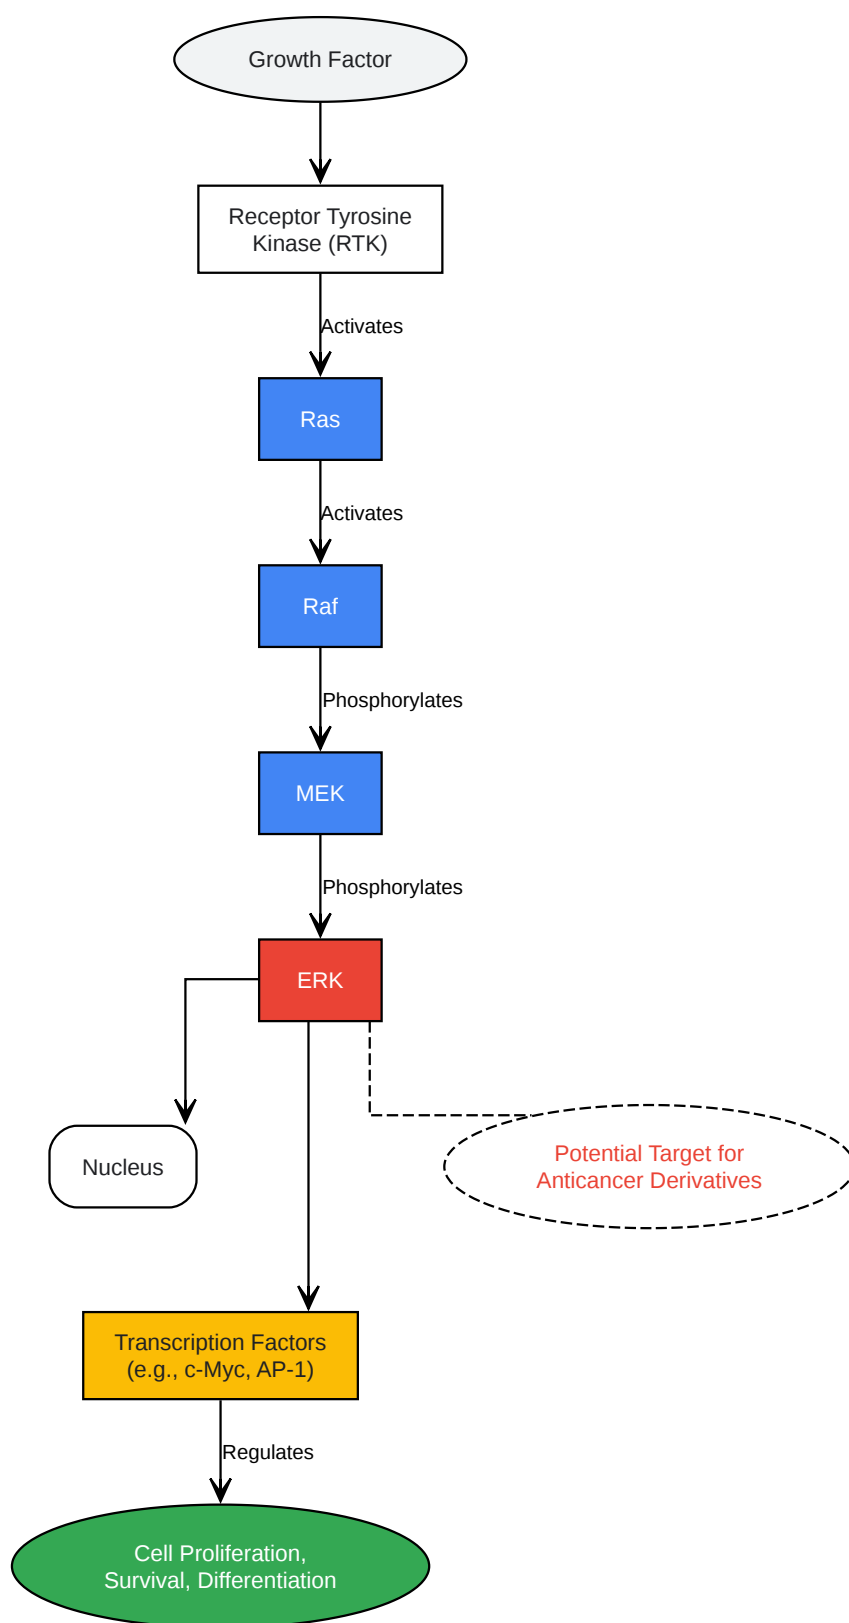 Growth Factor
Receptor Tyrosine
Kinase (RTK)
Activates
Ras
Activates
Raf
Phosphorylates
MEK
Phosphorylates
ERK
Nucleus
Potential Target for
Anticancer Derivatives
Transcription Factors
(e.g., c-Myc, AP-1)
Regulates
Cell Proliferation,
Survival, Differentiation